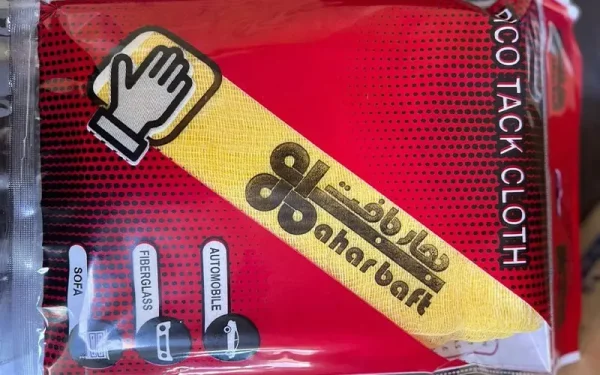 CO TACK CLOTH
بهار بافت
Baharbaft
AUTOMOBILE
FIBERGLASS
SOFA